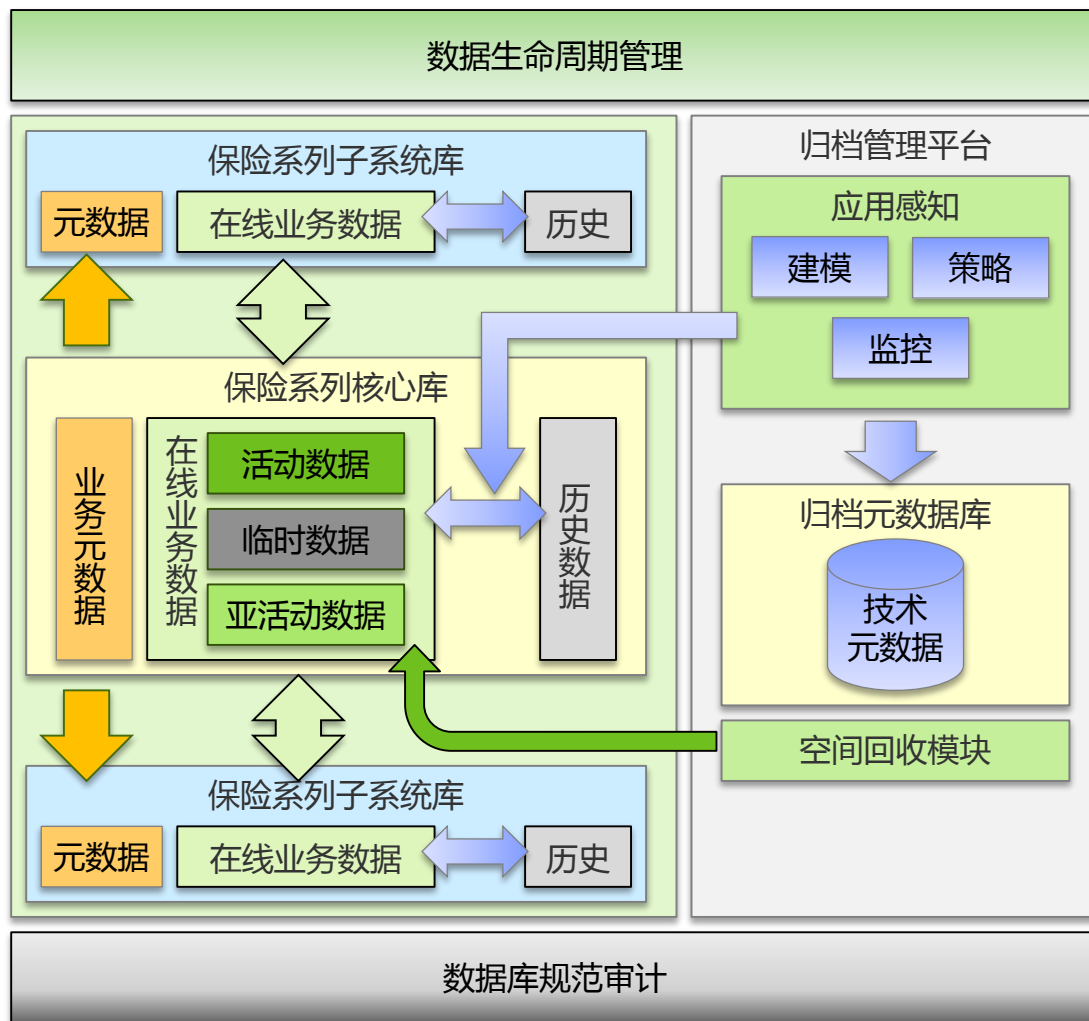 数据生命周期管理
保险系列子系统库
元数据
在线业务数据
历史
保险系列核心库
业务元数据
在线业务数据
活动数据
临时数据
亚活动数据
历史数据
保险系列子系统库
元数据
在线业务数据
历史
归档管理平台
应用感知
建模
策略
监控
归档元数据库
技术
元数据
空间回收模块
数据库规范审计